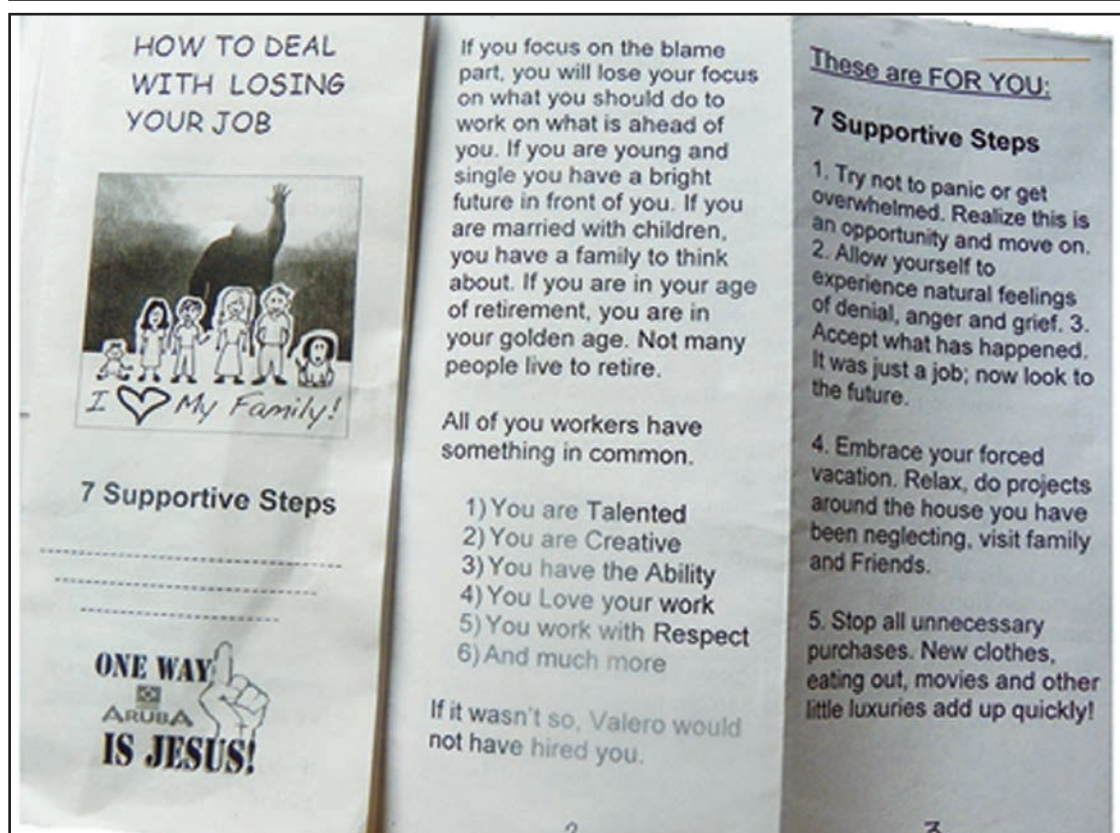 HOW TO DEAL
WITH LOSING
YOUR JOB
I My Family!
7 Supportive Steps
ONE WAY
ARUBA
IS JESUS!
If you focus on the blame
part, you will lose your focus
on what you should do to
work on what is ahead of
you. If you are young and
single you have a bright
future in front of you. If you
are married with children,
you have a family to think
about. If you are in your age
of retirement, you are in
your golden age. Not many
people live to retire.
All of you workers have
something in common.
1) You are Talented
2) You are Creative
3) You have the Ability
4) You Love your work
5) You work with Respect
6) And much more
If it wasn't so, Valero would
not have hired you.
2
These are FOR YOU:
7 Supportive Steps
1. Try not to panic or get
overwhelmed. Realize this is
an opportunity and move on.
2. Allow yourself to
experience natural feelings
of denial, anger and grief. 3.
Accept what has happened.
It was just a job; now look to
the future.
4. Embrace your forced
vacation. Relax, do projects
around the house you have
been neglecting, visit family
and Friends.
5. Stop all unnecessary
purchases. New clothes,
eating out, movies and other
little luxuries add up quickly!
3